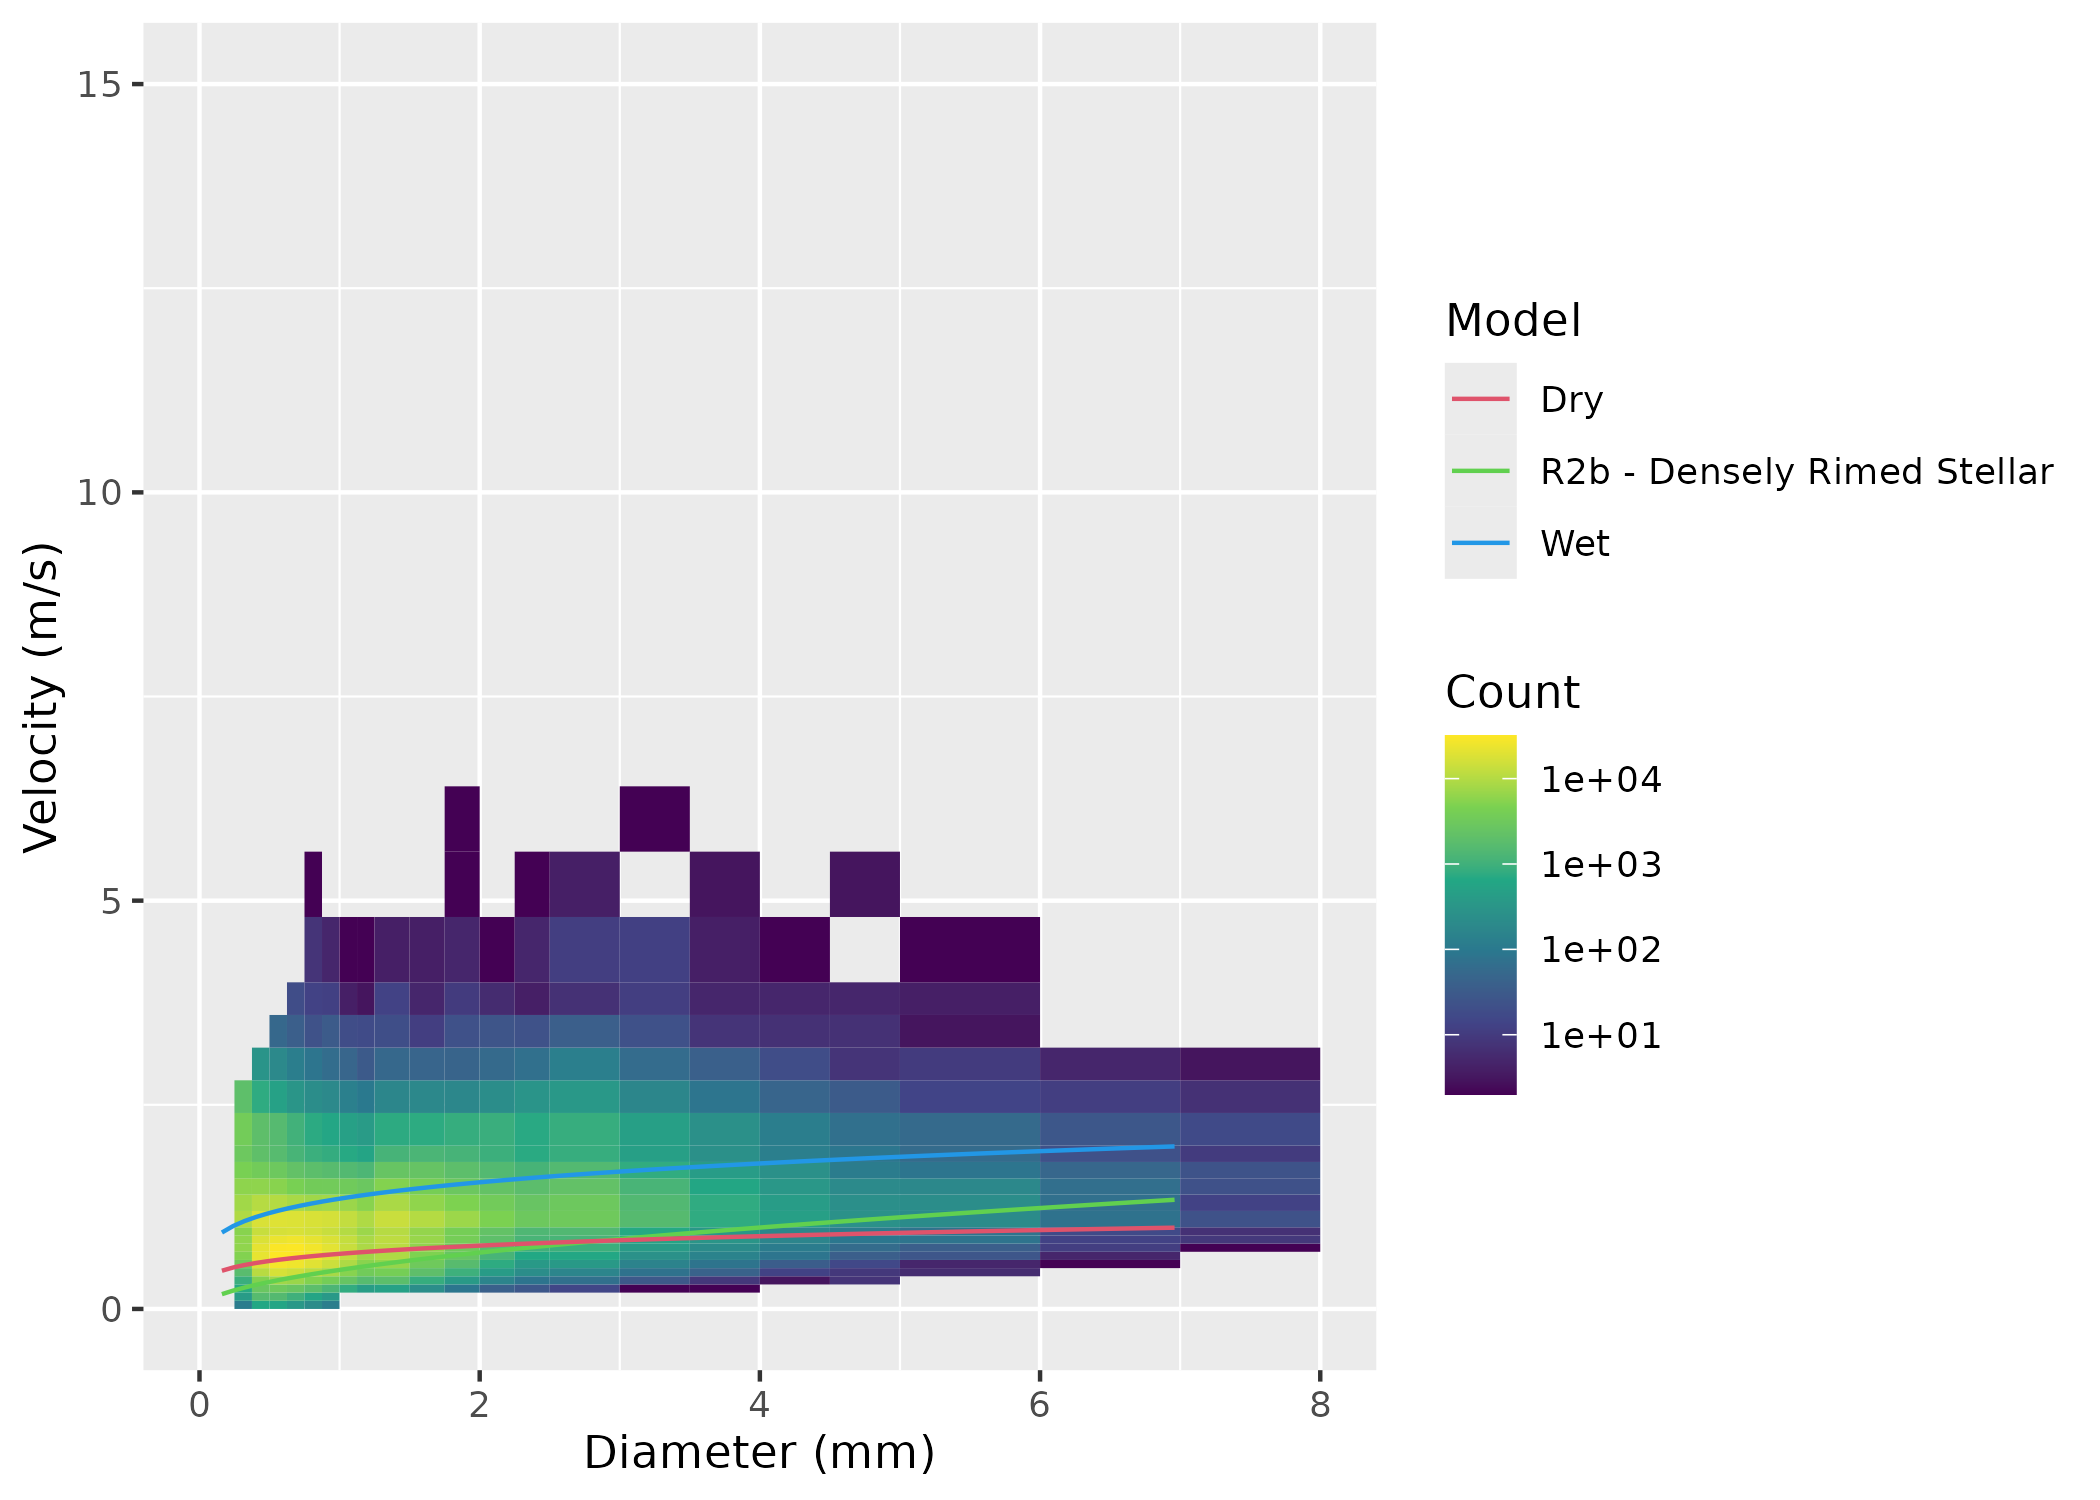 15
10
5
0
Velocity (m/s)
0 2 4 6 8
Diameter (mm)
Model
Dry
R2b - Densely Rimed Stellar
Wet
Count
1e+04
1e+03
1e+02
1e+01